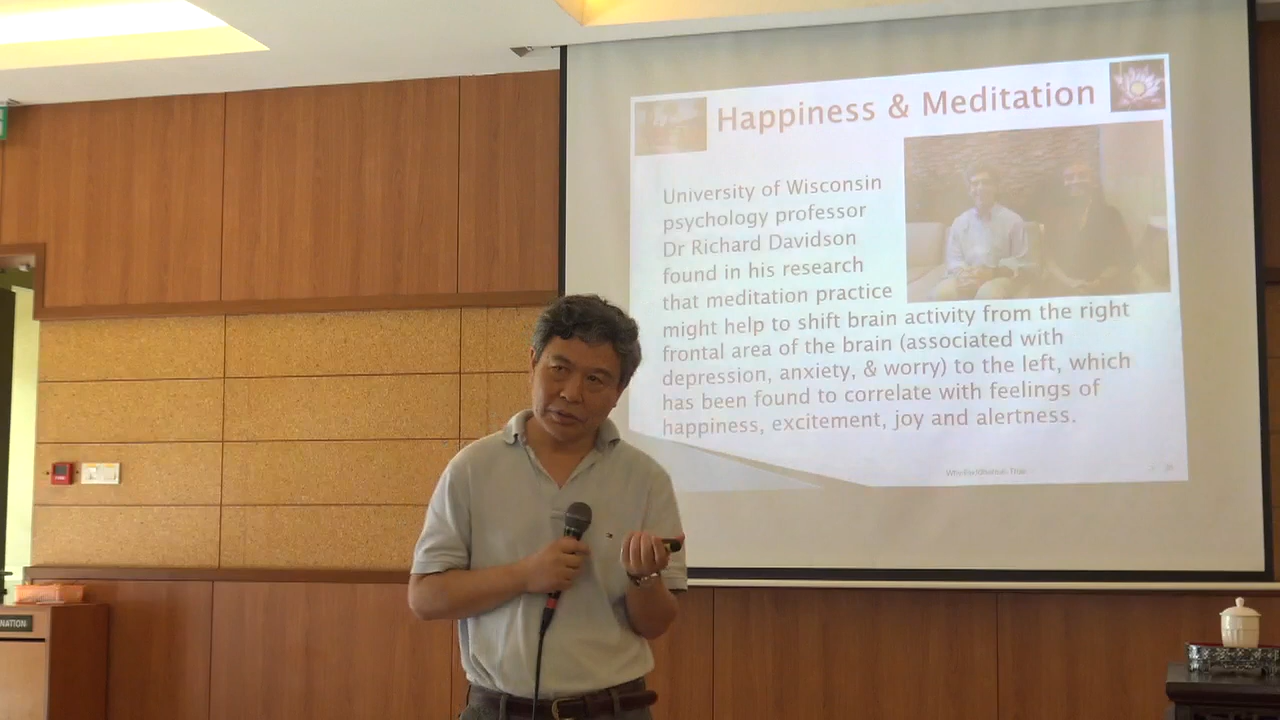 Happiness & Meditation
University of Wisconsin
psychology professor
Dr Richard Davidson
found in his research
that meditation practice
might help to shift brain activity from the right
frontal area of the brain (associated with
depression, anxiety, & worry) to the left, which
has been found to correlate with feelings of
happiness, excitement, joy and alertness.
NATION